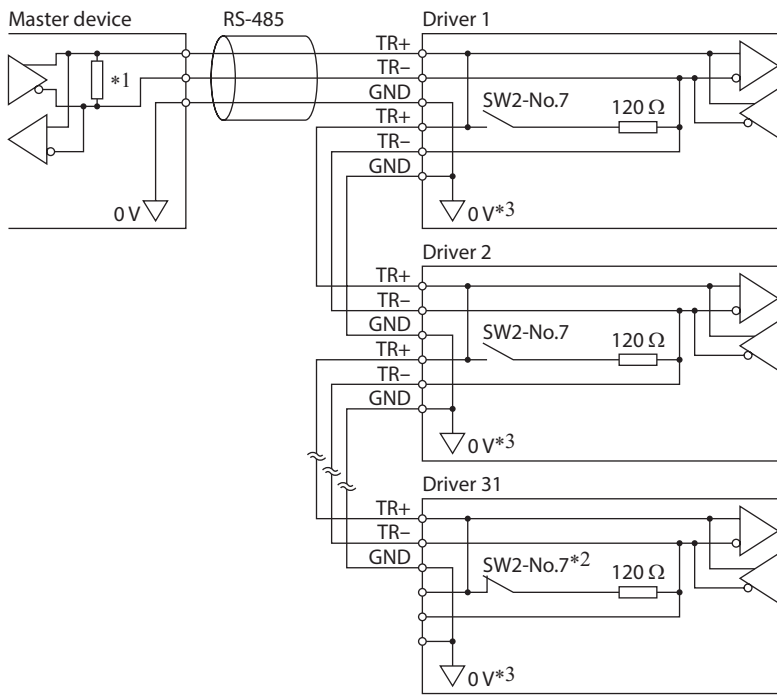 Master device
RS-485
Driver 1
*1
0 V
TR+
TR–
GND
TR+
TR–
GND
SW2-No.7
120 Ω
0 V*3
Driver 2
TR+
TR–
GND
TR+
TR–
GND
SW2-No.7
120 Ω
0 V*3
Driver 31
TR+
TR–
GND
SW2-No.7*2
120 Ω
0 V*3